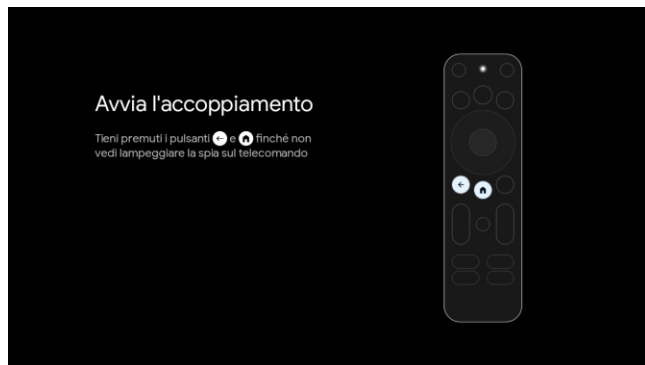 Avvia l'accoppiamento
Tieni premuti i pulsanti e finché non
vedi lampeggiare la spia sul telecomando